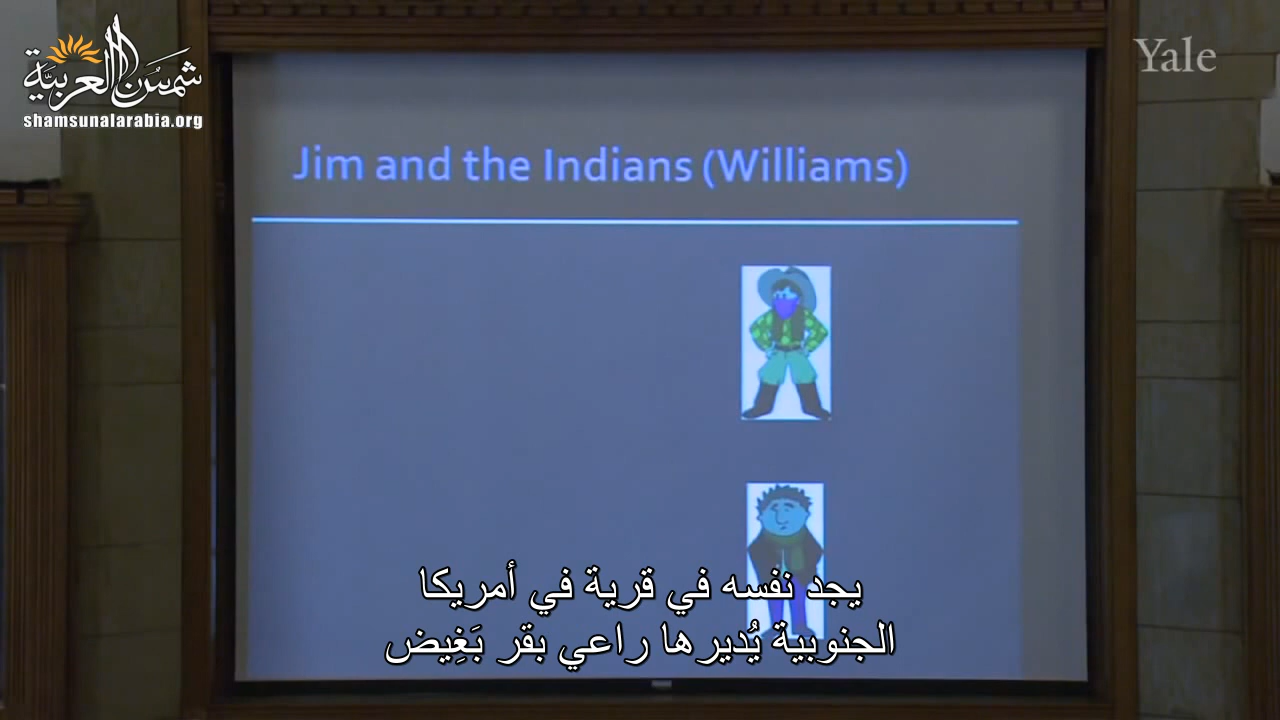 شمسُ العربيَّة
shamsunalarabia.org
Yale
Jim and the Indians (Williams)
يجد نفسه في قرية في أمريكا
الجنوبية يُديرها راعي بقر بَغِيض